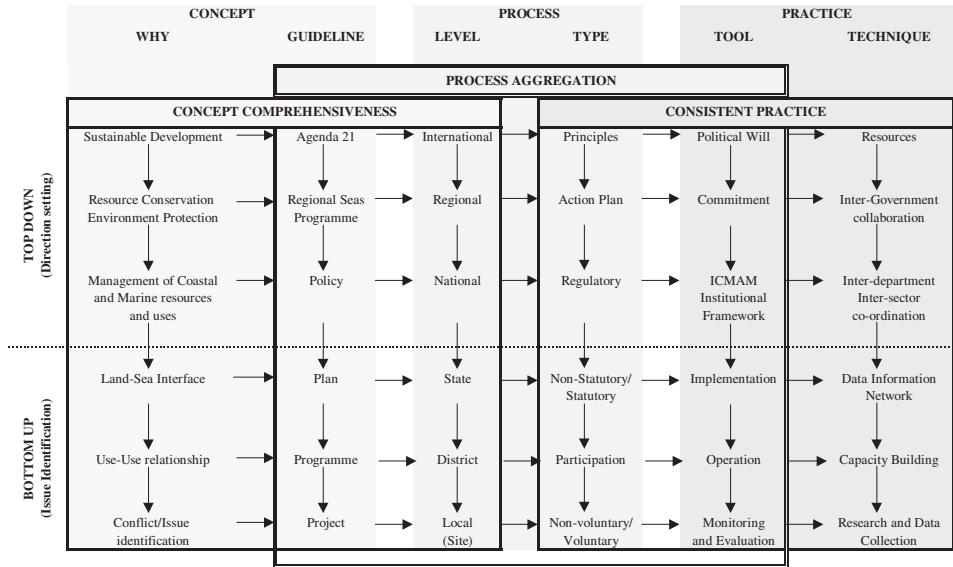 CONCEPT PROCESS PRACTICE
WHY GUIDELINE LEVEL TYPE TOOL TECHNIQUE
PROCESS AGGREGATION
CONCEPT COMPREHENSIVENESS CONSISTENT PRACTICE
TOP DOWN
(Direction setting)
Sustainable Development Agenda 21 International Principles Political Will Resources
Resource Conservation Regional Seas Regional Action Plan Commitment Inter-Government
Environment Protection Programme collaboration
Management of Coastal Policy National Regulatory ICMAM Inter-department
and Marine resources Institutional Inter-sector
and uses Framework co-ordination
BOTTOM UP
(Issue Identification)
Land-Sea Interface Plan State Non-Statutory/ Implementation Data Information
Statutory Network
Use-Use relationship Programme District Participation Operation Capacity Building
Conflict/Issue Project Local Non-voluntary/ Monitoring Research and Data
identification (Site) Voluntary and Evaluation Collection